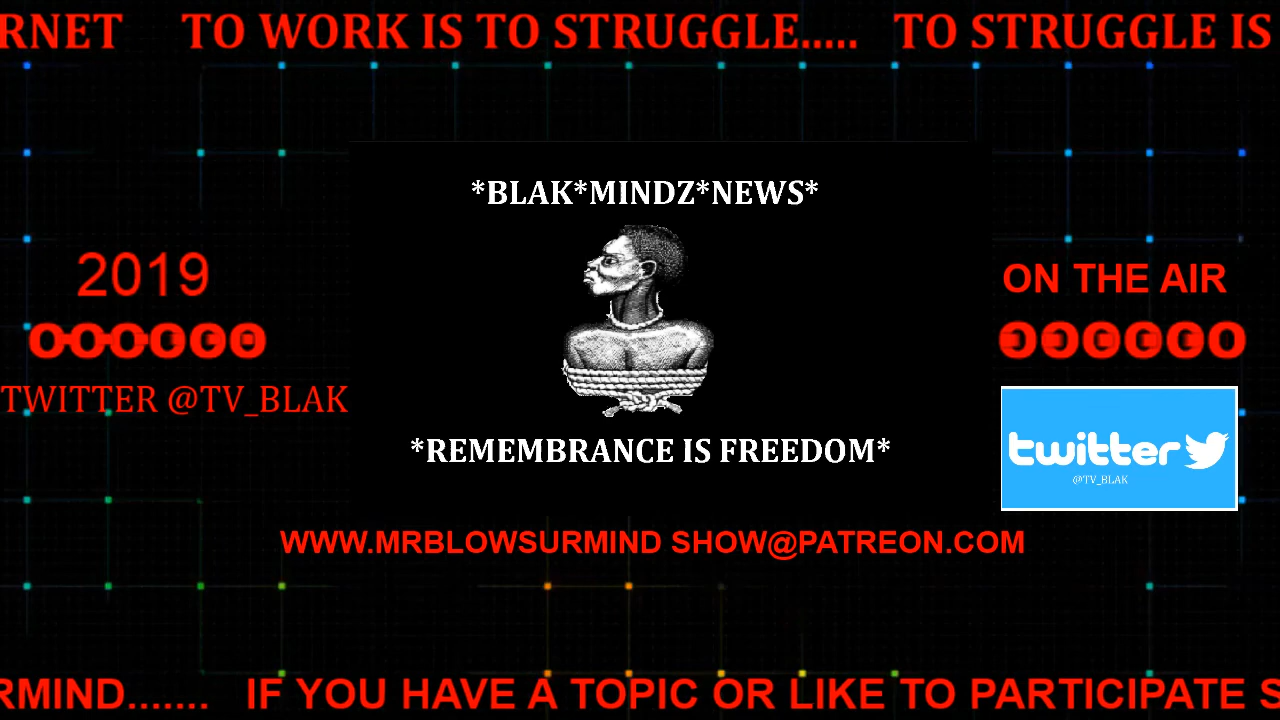 RNET TO WORK IS TO STRUGGLE..... TO STRUGGLE IS
*BLAK*MINDZ*NEWS*
2019
TWITTER @TV_BLAK
ON THE AIR
twitter
@TV_BLAK
*REMEMBRANCE IS FREEDOM*
WWW.MRBLOWSURMIND SHOW@PATREON.COM
RMIND....... IF YOU HAVE A TOPIC OR LIKE TO PARTICIPATE S